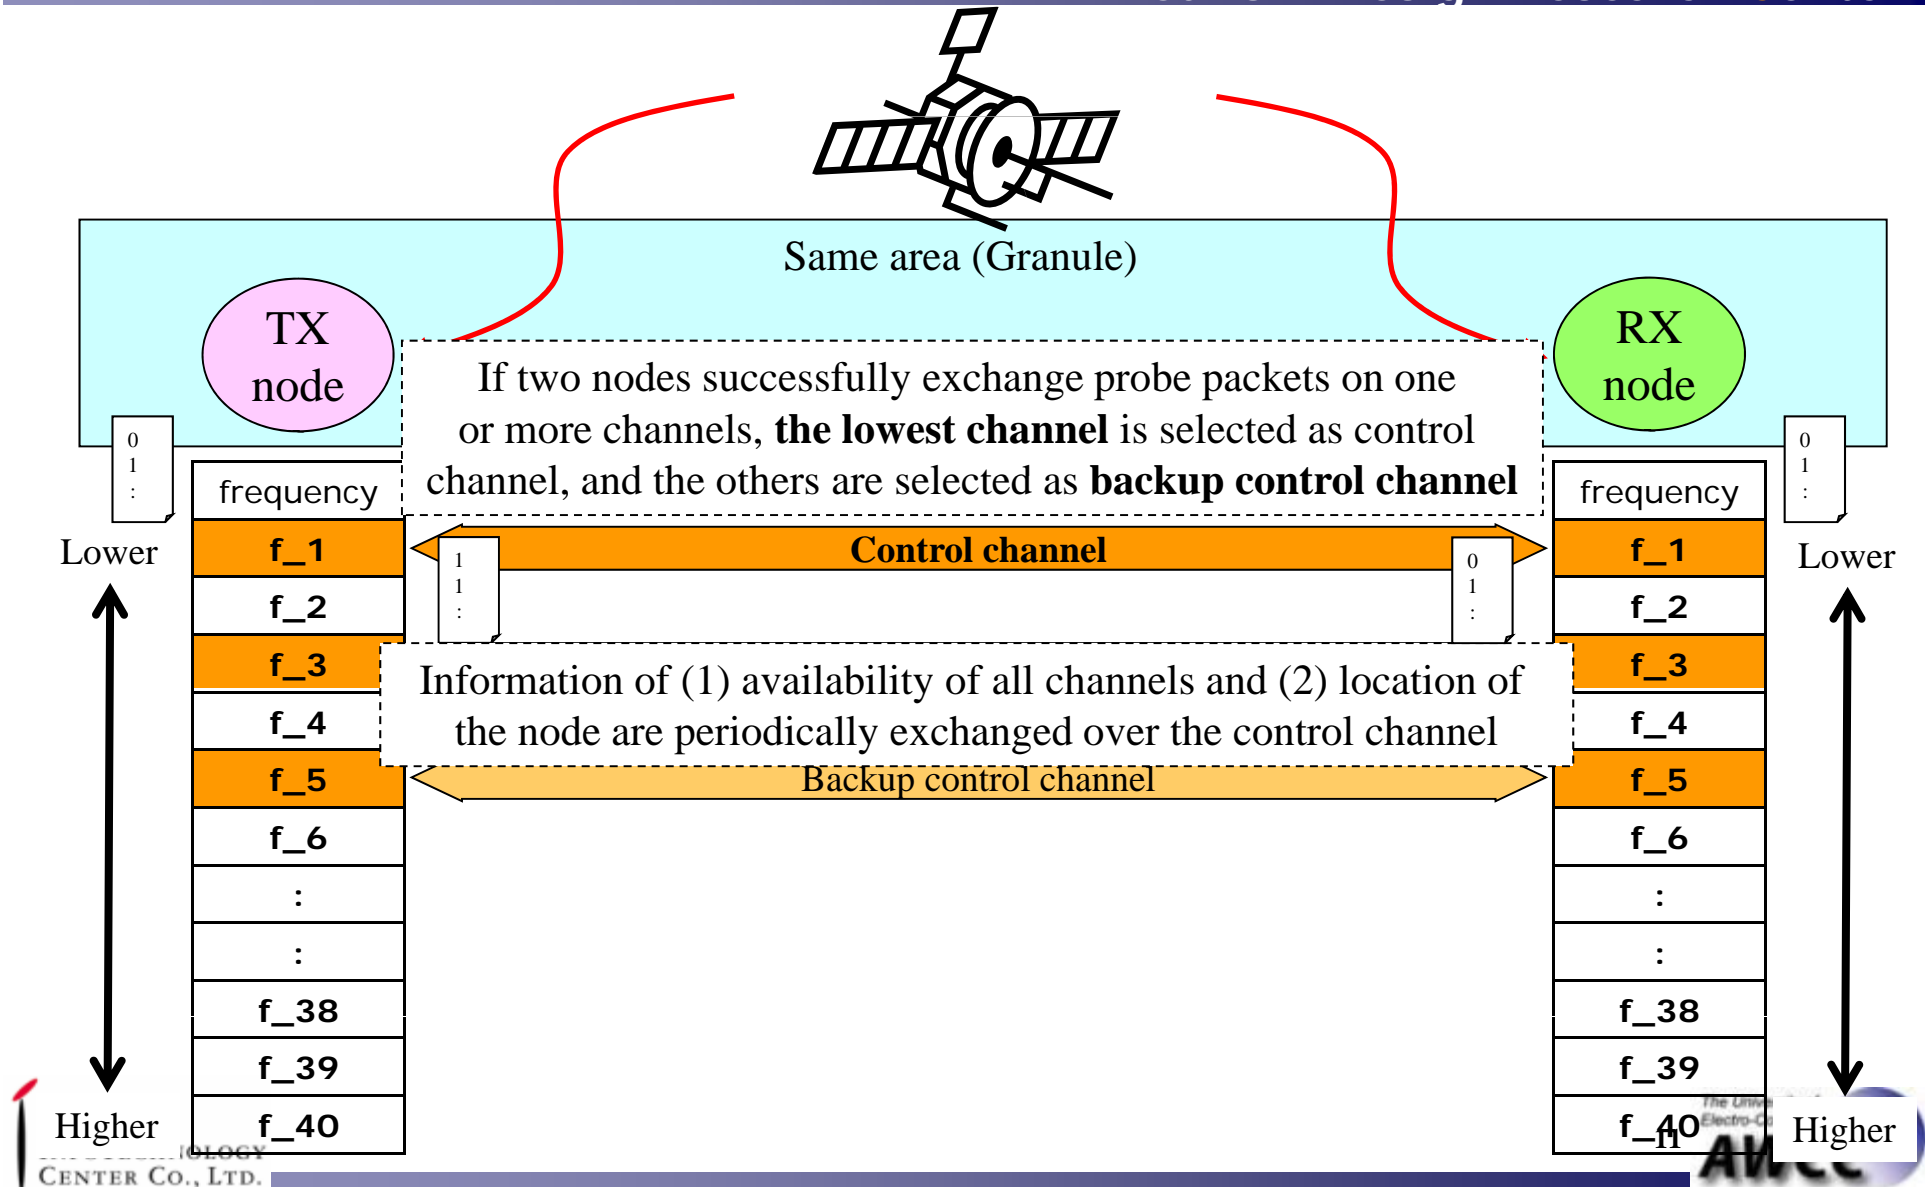 Same area (Granule)
TX
node
RX
node
If two nodes successfully exchange probe packets on one
or more channels, the lowest channel is selected as control
channel, and the others are selected as backup control channel
0
1
:
0
1
:
frequency
frequency
Lower
f_1
Control channel
f_1
Lower
1
1
:
0
1
:
f_2
f_2
f_3
f_3
Information of (1) availability of all channels and (2) location of
the node are periodically exchanged over the control channel
f_4
f_4
f_5
Backup control channel
f_5
f_6
f_6
:
:
:
:
f_38
f_38
f_39
f_39
Higher
f_40
f_40
11
Higher
CENTER CO., LTD.
AWCC